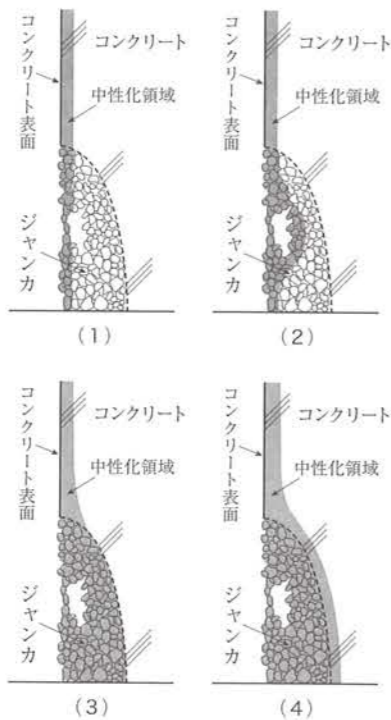 コンクリート
コンクリート表面
中性化領域
ジャンカ
(1)
コンクリート
コンクリート表面
中性化領域
ジャンカ
(2)
コンクリート
コンクリート表面
中性化領域
ジャンカ
(3)
コンクリート
コンクリート表面
中性化領域
ジャンカ
(4)